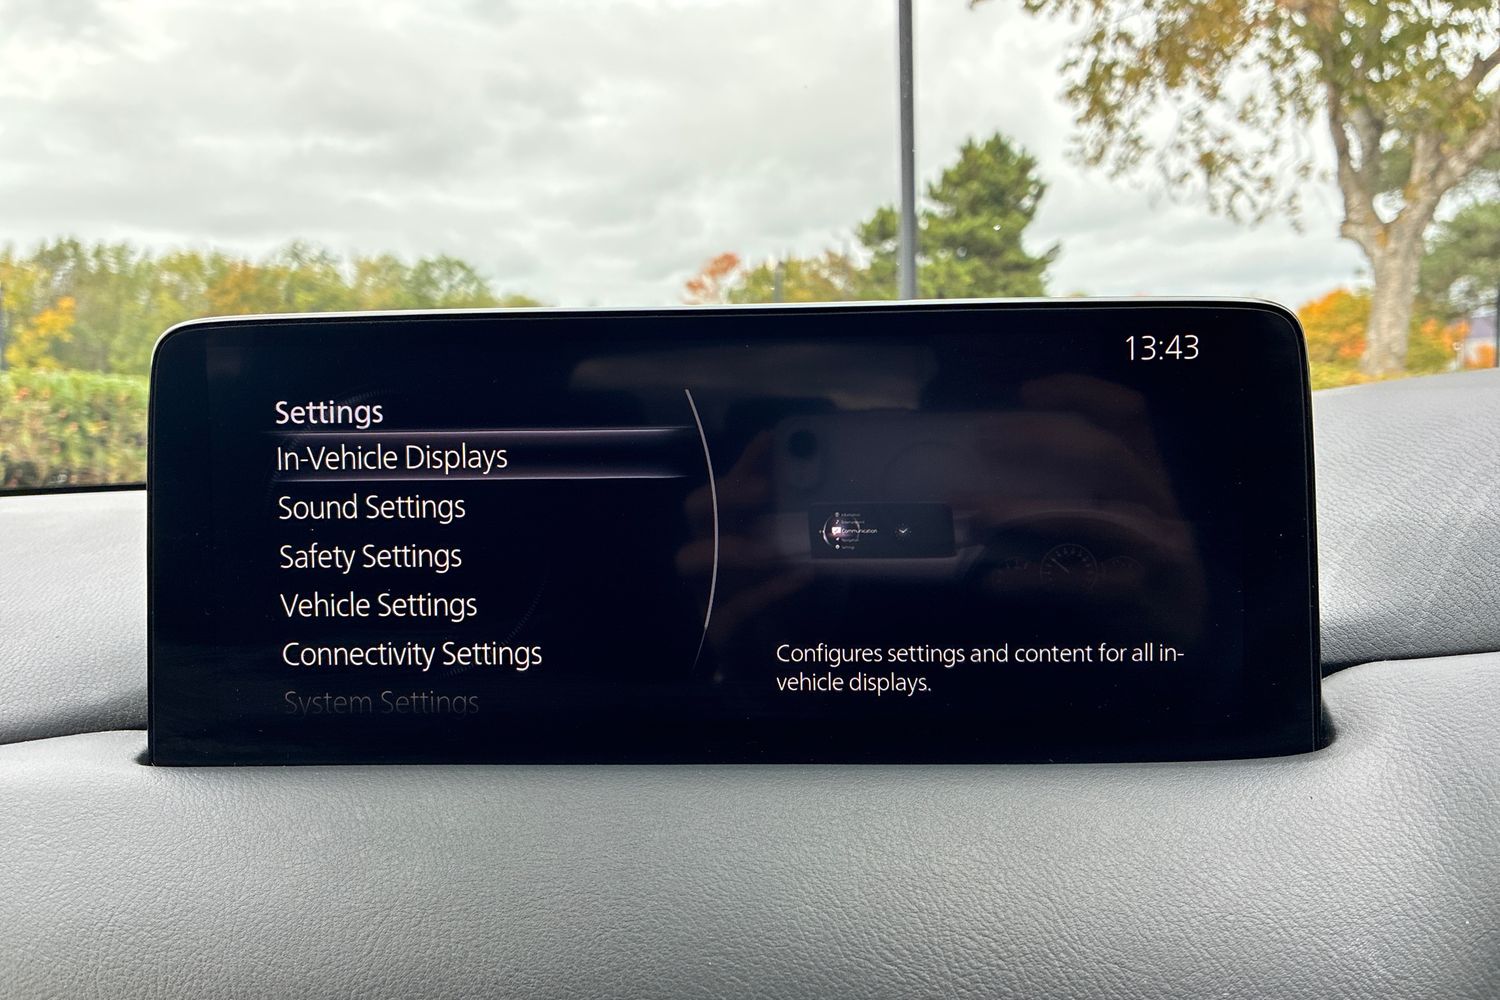 13:43
Settings
In-Vehicle Displays
Sound Settings
Safety Settings
Vehicle Settings
Connectivity Settings
System Settings
Communication
Configures settings and content for all in-
vehicle displays.